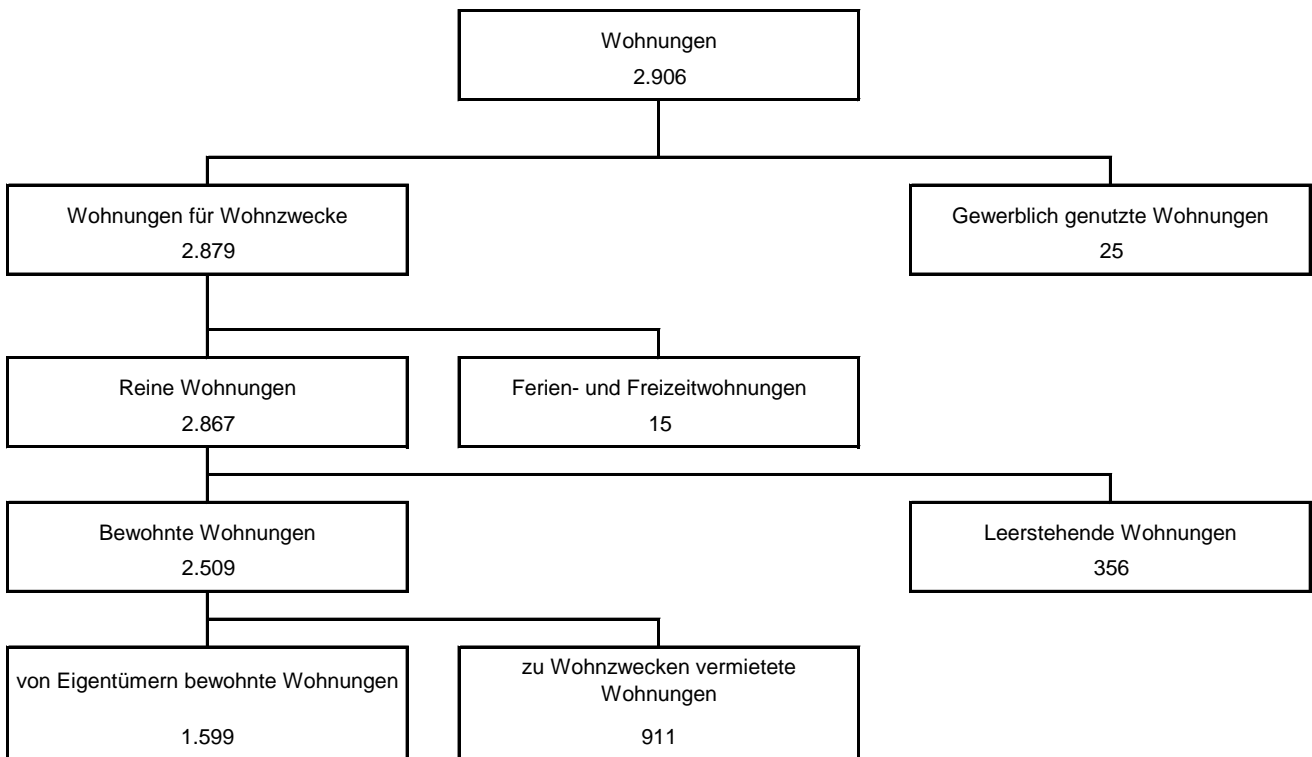 Wohnungen
2.906
Wohnungen für Wohnzwecke
2.879
Gewerblich genutzte Wohnungen
25
Reine Wohnungen
2.867
Ferien- und Freizeitwohnungen
15
Bewohnte Wohnungen
2.509
Leerstehende Wohnungen
356
von Eigentümern bewohnte Wohnungen
1.599
zu Wohnzwecken vermietete
Wohnungen
911